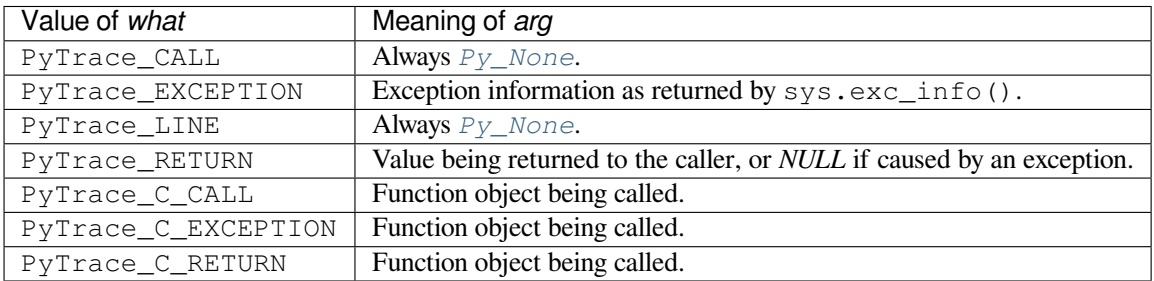 Value of what Meaning of arg
PyTrace_CALL Always Py_None.
PyTrace_EXCEPTION Exception information as returned by sys.exc_info().
PyTrace_LINE Always Py_None.
PyTrace_RETURN Value being returned to the caller, or NULL if caused by an exception.
PyTrace_C_CALL Function object being called.
PyTrace_C_EXCEPTION Function object being called.
PyTrace_C_RETURN Function object being called.